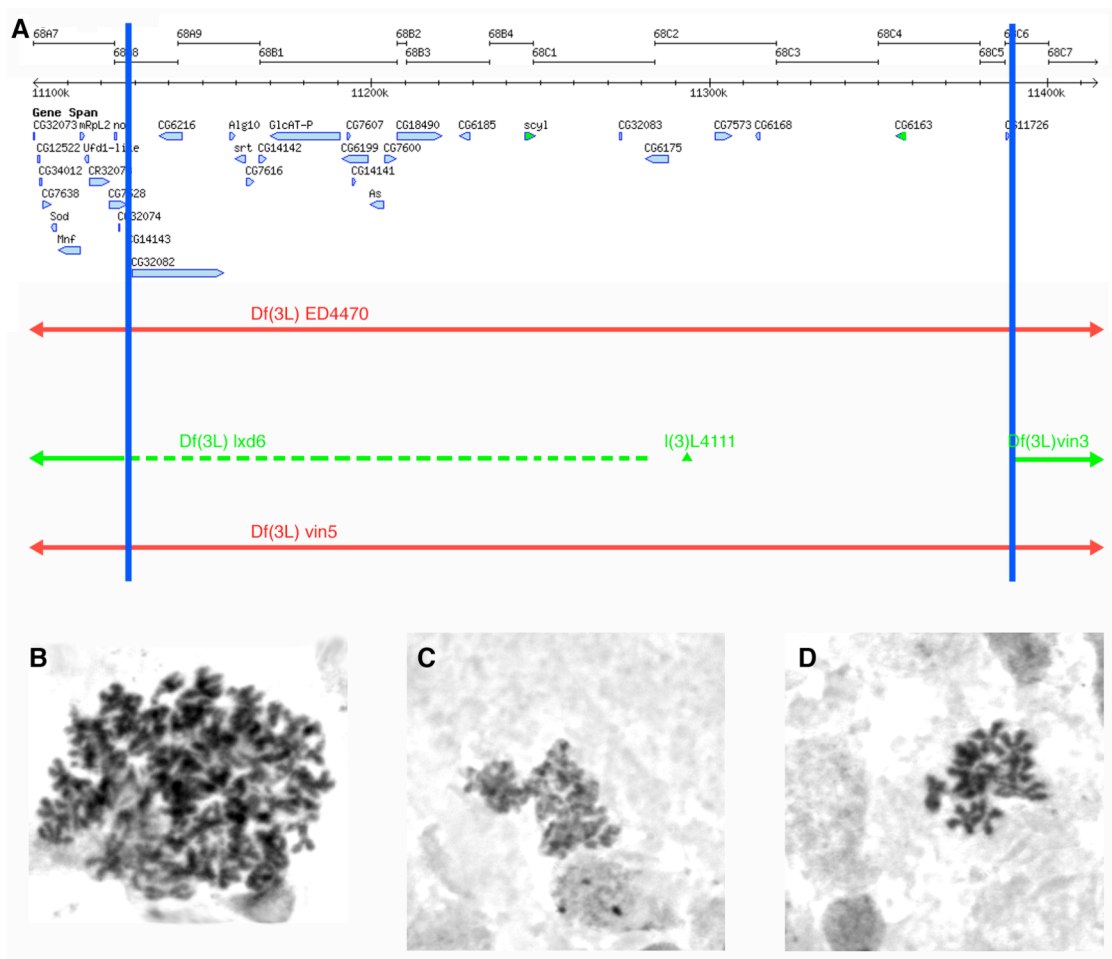 A
68A7 68A9 68B2 68B4 68C2 68C4 68C6
68B1 68B3 68C1 68C3 68C5 68C7
11100k 11200k 11300k 11400k
Gene Span
CG32073 mRpL2 CG6216 Alg10 GlcAT-P CG7607 CG18490 CG6185 scyl CG32083 CG7573 CG6168 CG6163 CG11726
CG12522 Ufd1-like srt CG14142 CG6199 CG7600 CG6175
CG34012 CG7616 CG14141
CG7638 CG7628 As
Sod CG32074
Mnf CG14143
CG32082
Df(3L) ED4470
Df(3L) lxd6 l(3)L4111 Df(3L)vin3
Df(3L) vin5
B C D